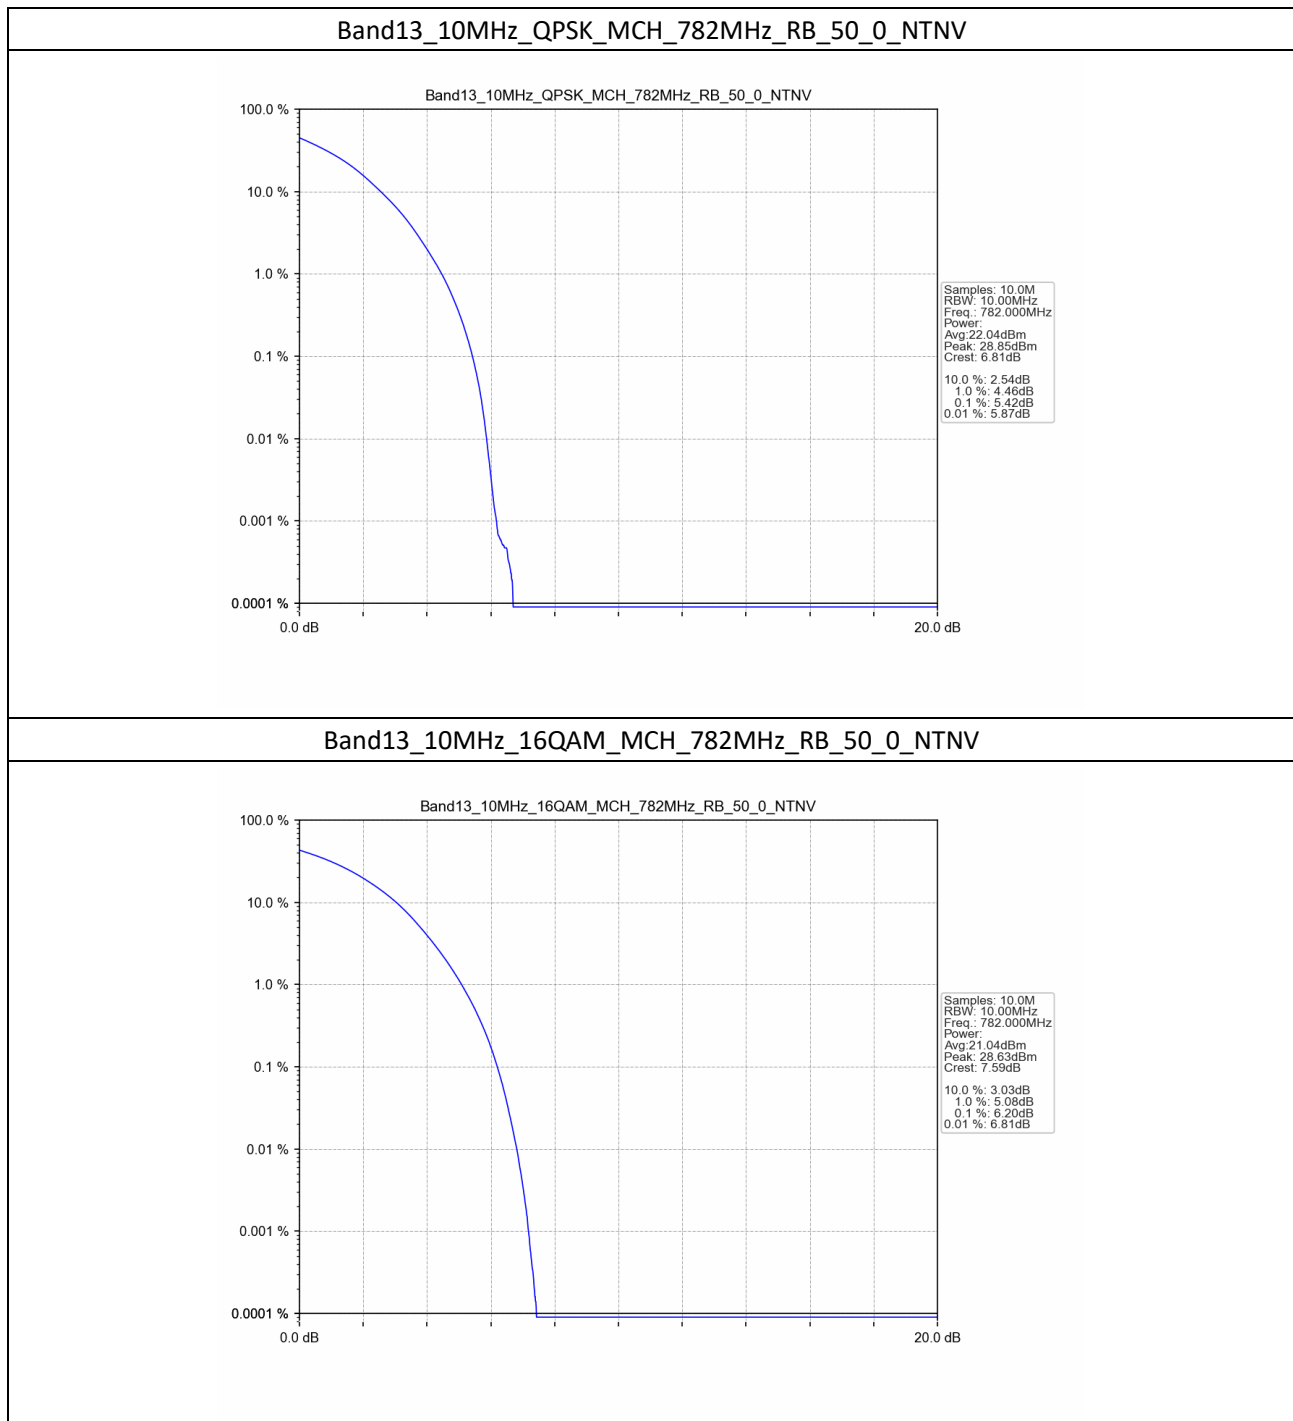 Band13_10MHz_QPSK_MCH_782MHz_RB_50_0_NTNV
Band13_10MHz_QPSK_MCH_782MHz_RB_50_0_NTNV
100.0 %
10.0 %
1.0 %
0.1 %
0.01 %
0.001 %
0.0001 %
0.0 dB
20.0 dB
Samples: 10.0M
RBW: 10.00MHz
Freq.: 782.000MHz
Power:
Avg:22.04dBm
Peak: 28.85dBm
Crest: 6.81dB
10.0 %: 2.54dB
1.0 %: 4.46dB
0.1 %: 5.42dB
0.01 %: 5.87dB
Band13_10MHz_16QAM_MCH_782MHz_RB_50_0_NTNV
Band13_10MHz_16QAM_MCH_782MHz_RB_50_0_NTNV
100.0 %
10.0 %
1.0 %
0.1 %
0.01 %
0.001 %
0.0001 %
0.0 dB
20.0 dB
Samples: 10.0M
RBW: 10.00MHz
Freq.: 782.000MHz
Power:
Avg:21.04dBm
Peak: 28.63dBm
Crest: 7.59dB
10.0 %: 3.03dB
1.0 %: 5.08dB
0.1 %: 6.20dB
0.01 %: 6.81dB